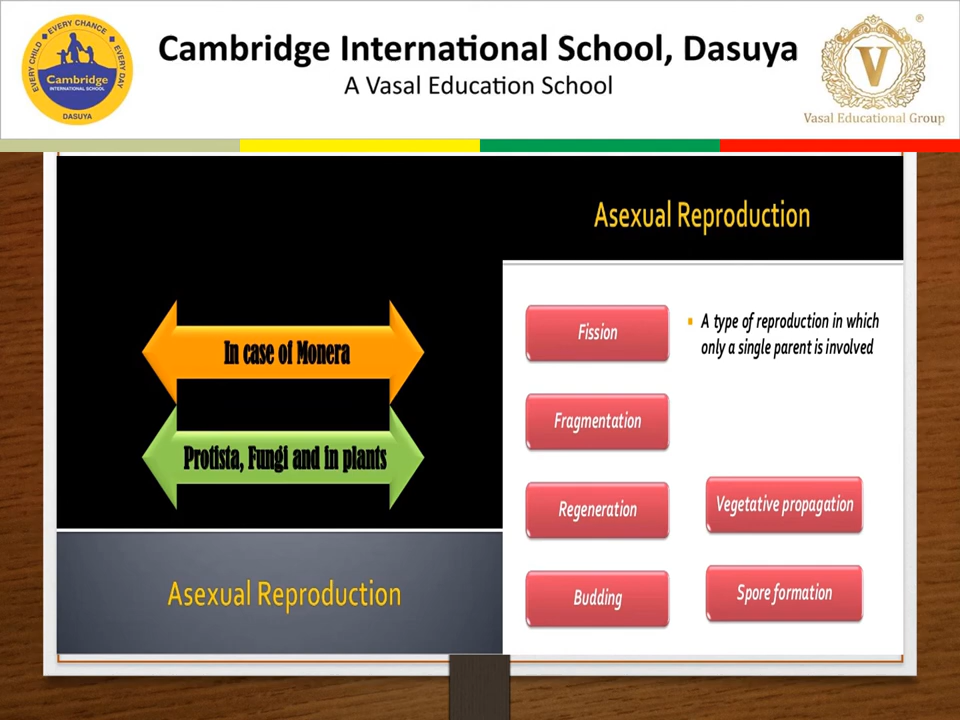 EVERY CHILD ◆ EVERY CHANCE ◆ EVERY DAY
Cambridge
INTERNATIONAL SCHOOL
DASUYA
Cambridge International School, Dasuya
A Vasal Education School
V
®
Vasal Educational Group
In case of Monera
Protista, Fungi and in plants
Asexual Reproduction
Asexual Reproduction
Fission
A type of reproduction in which
only a single parent is involved
Fragmentation
Regeneration
Vegetative propagation
Budding
Spore formation